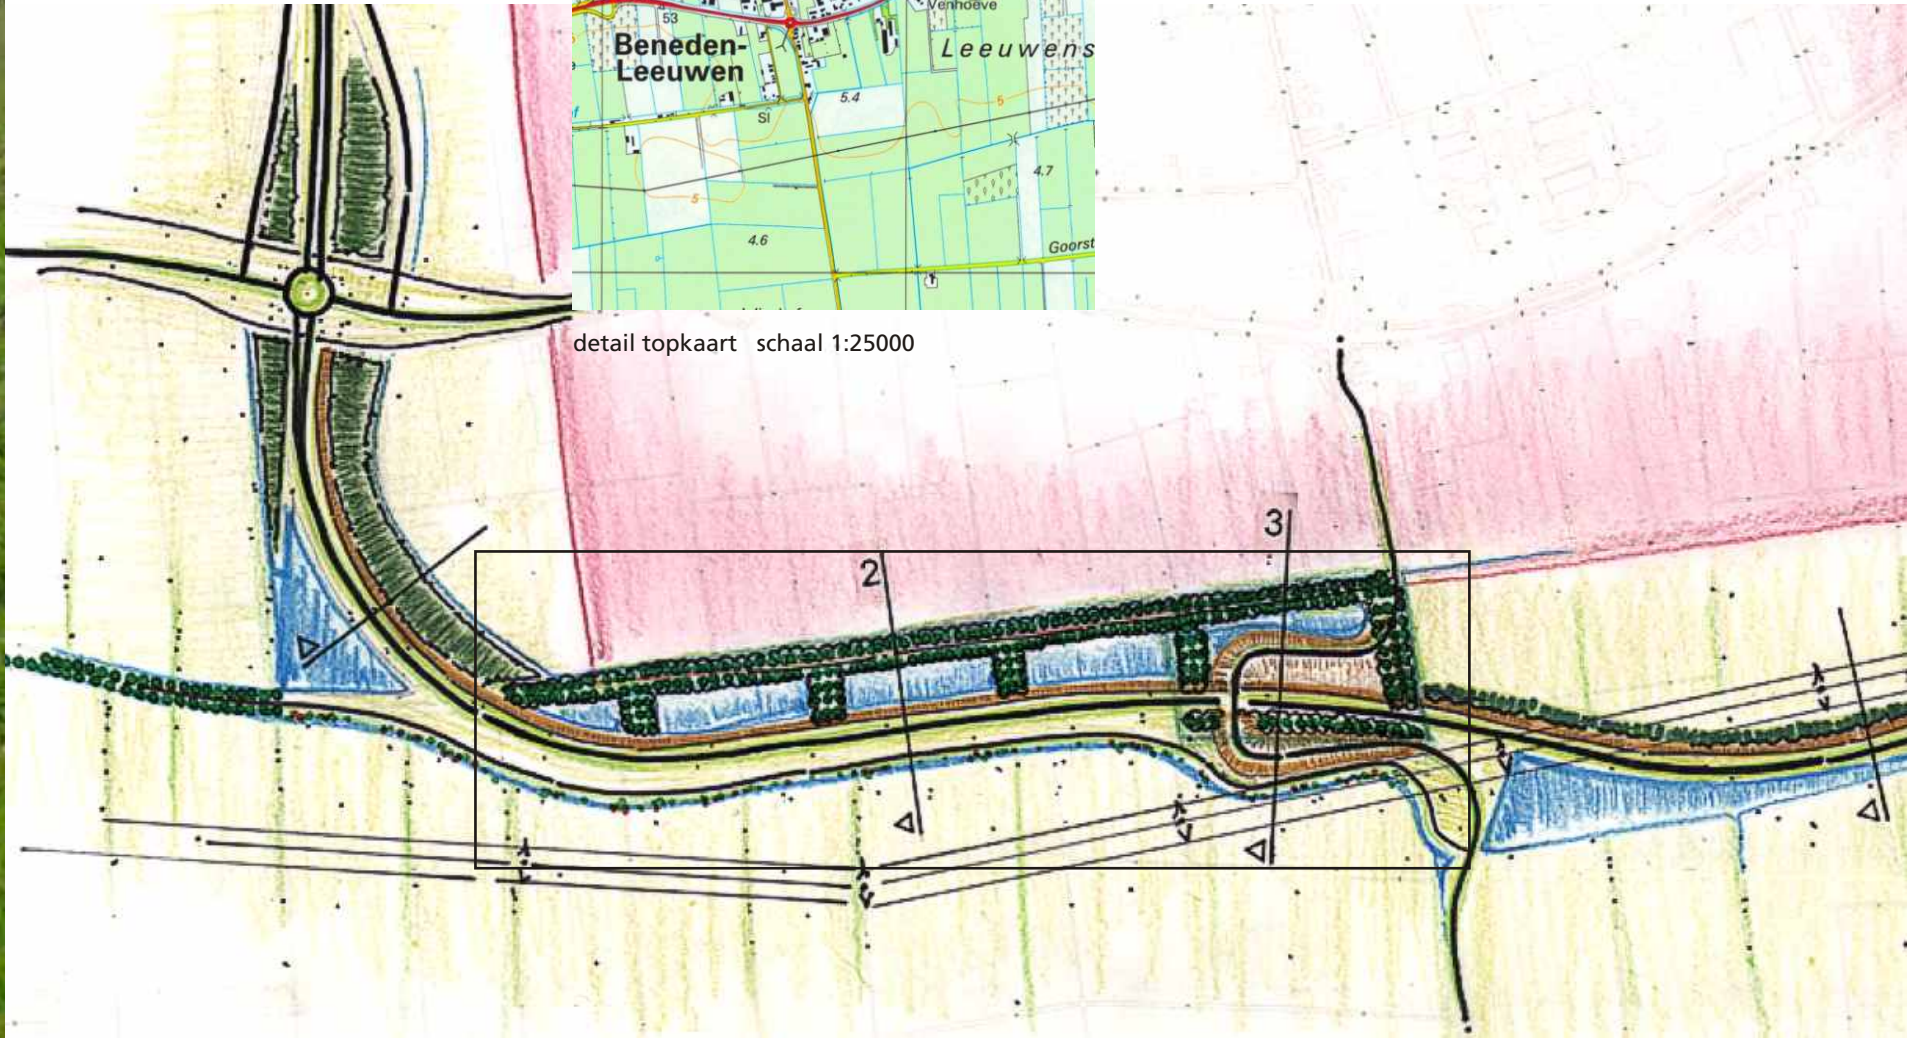 Venhoeve
53
Beneden-
Leeuwen
Leeuwens
5.4
5
Sl
4.7
5
4.6
Goorst
detail topkaart schaal 1:25000
3
2